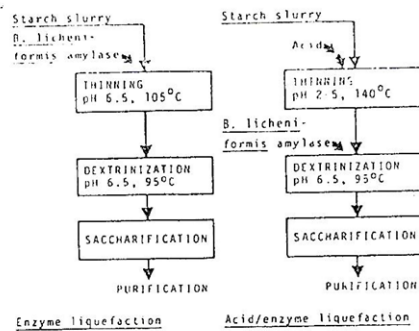 Starch slurry
B. licheni-
formis amylase
THINNING
pH 6.5, 105°C
DEXTRINIZATION
pH 6.5, 95°C
SACCHARIFICATION
PURIFICATION
Enzyme liquefaction
Starch slurry
Acid
THINNING
pH 2-5, 140°C
B. licheni-
formis amylase
DEXTRINIZATION
pH 6.5, 95°C
SACCHARIFICATION
PURIFICATION
Acid/enzyme liquefaction